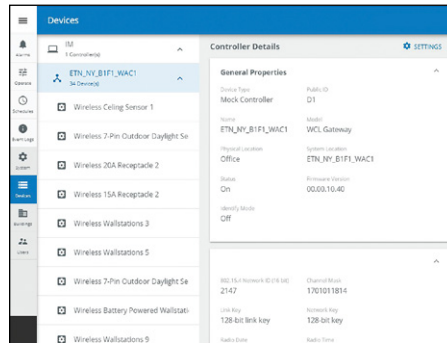 Devices
Alarms
Operate
Schedules
Event Logs
System
Devices
Buildings
Users
IM
1 Controller(s)
ETN_NY_B1F1_WAC1
34 Device(s)
Wireless Celing Sensor 1
Wireless 7-Pin Outdoor Daylight Se
Wireless 20A Receptacle 2
Wireless 15A Receptacle 2
Wireless Wallstations 3
Wireless Wallstations 5
Wireless 7-Pin Outdoor Daylight Se
Wireless Battery Powered Wallstati
Wireless Wallstations 9
Controller Details
SETTINGS
General Properties
Device Type
Public ID
Mock Controller
D1
Name
Model
ETN_NY_B1F1_WAC1
WCL Gateway
Physical Location
System Location
Office
ETN_NY_B1F1_WAC1
Status
Firmware Version
On
00.00.10.40
Identify Mode
Off
802.15.4 Network ID (16 bit)
Channel Mask
2147
1701011814
Link Key
Network Key
128-bit link key
128-bit key
Radio Date
Radio Time